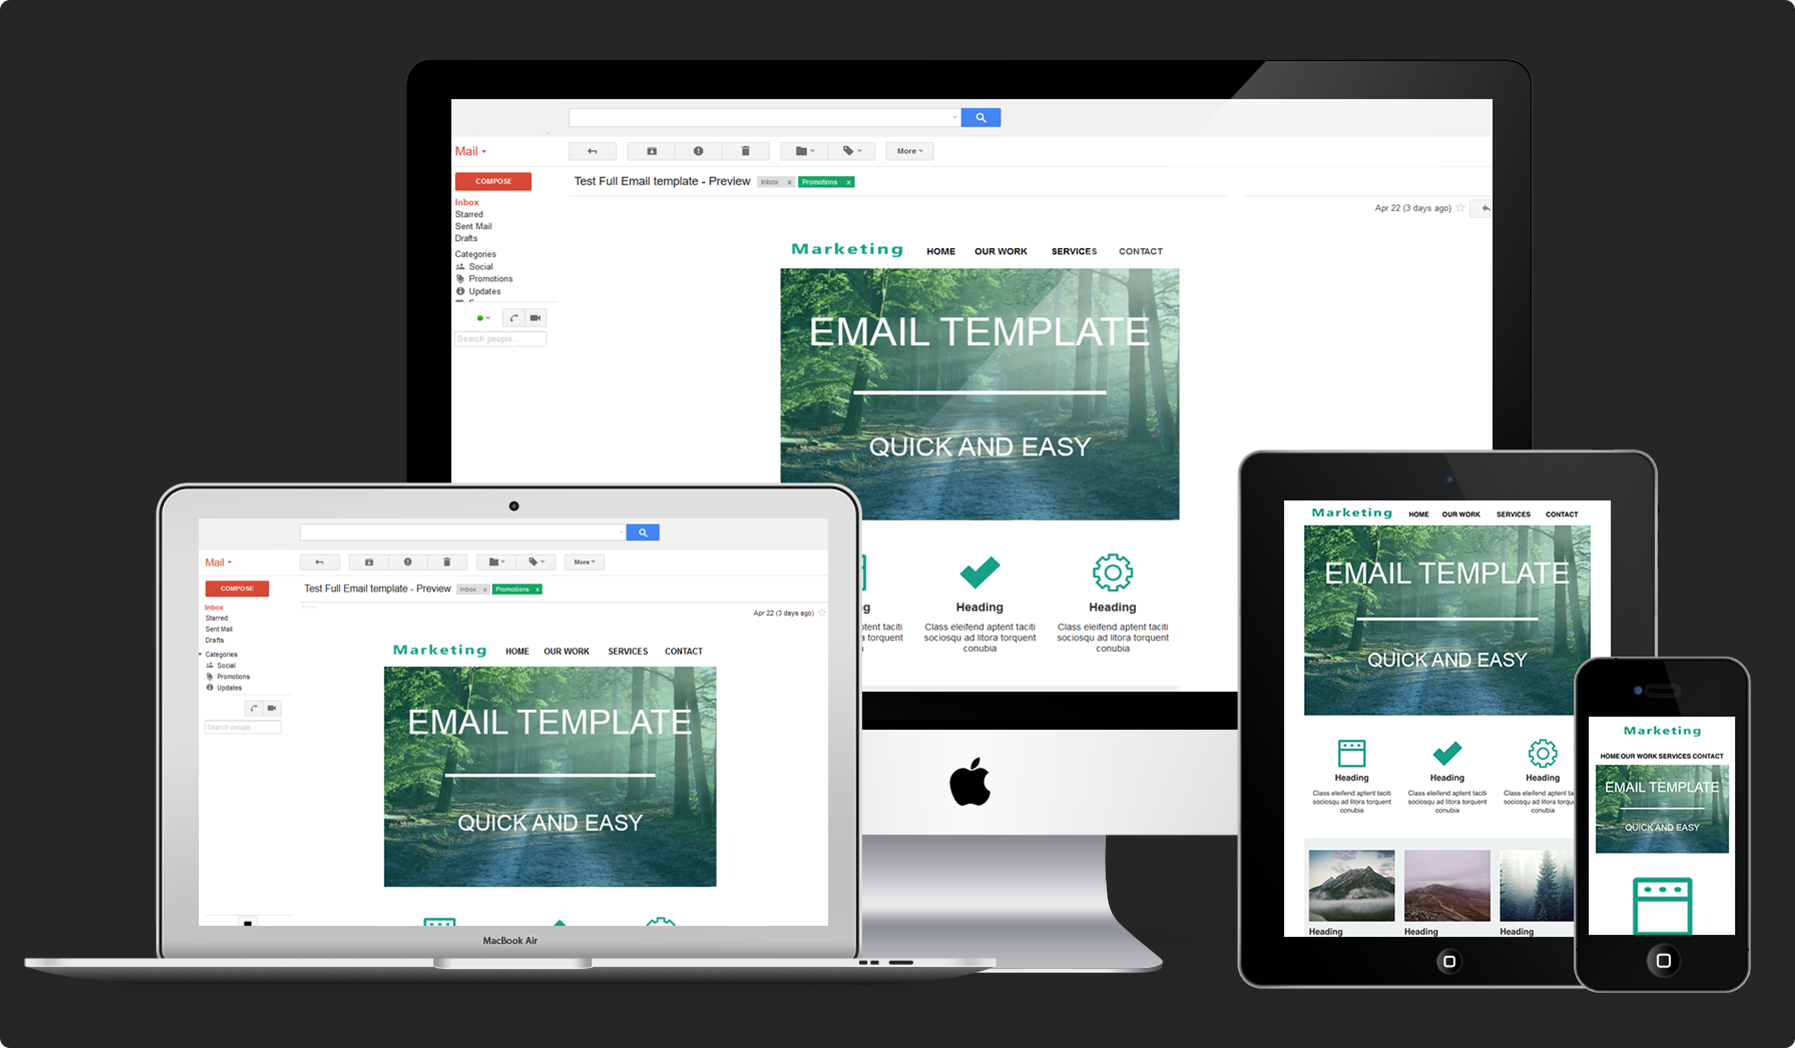 Mail
More
COMPOSE
Test Full Email template - Preview
Inbox x
Promotions x
Inbox
Starred
Sent Mail
Drafts
Categories
Social
Promotions
Updates
Search people...
Apr 22 (3 days ago)
Marketing HOME OUR WORK SERVICES CONTACT
EMAIL TEMPLATE
QUICK AND EASY
g
Heading
Heading
ptent taciti
a torquent
Class eleifend aptent taciti
sociosqu ad litora torquent
conubia
Class eleifend aptent taciti
sociosqu ad litora torquent
conubia
Mail
More
COMPOSE
Test Full Email template - Preview
Inbox x
Promotions x
Inbox
Starred
Sent Mail
Drafts
Categories
Social
Promotions
Updates
Search people...
Apr 22 (3 days ago)
Marketing HOME OUR WORK SERVICES CONTACT
EMAIL TEMPLATE
QUICK AND EASY
MacBook Air
Marketing HOME OUR WORK SERVICES CONTACT
EMAIL TEMPLATE
QUICK AND EASY
Heading
Class eleifend aptent taciti
sociosqu ad litora torquent
conubia
Heading
Class eleifend aptent taciti
sociosqu ad litora torquent
conubia
Heading
Class eleifend aptent ta
sociosqu ad litora torqu
conubia
Heading
Heading
Heading
Marketing
HOME OUR WORK SERVICES CONTACT
EMAIL TEMPLATE
QUICK AND EASY